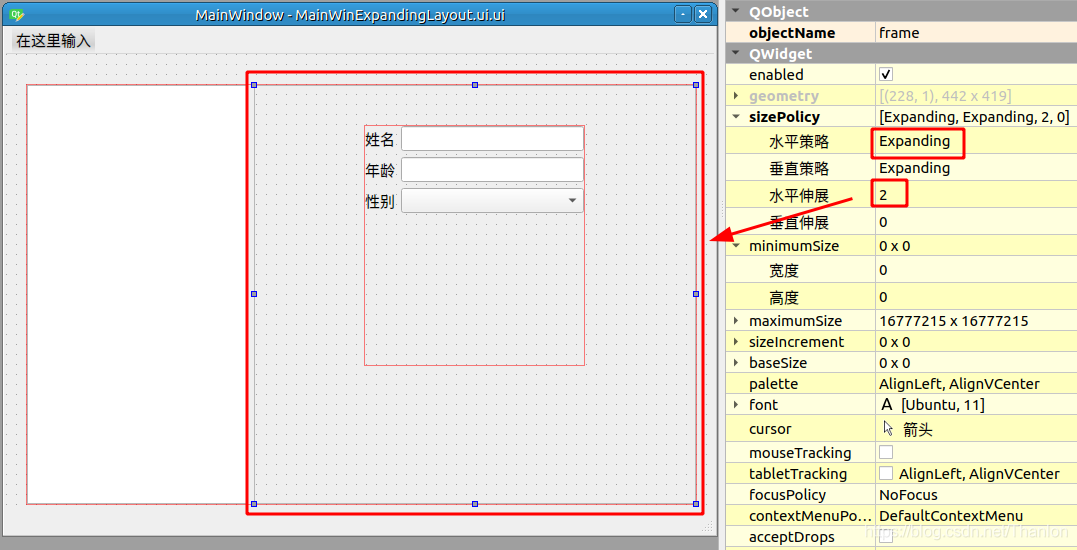 MainWindow - MainWinExpandingLayout.ui.ui
在这里输入
姓名
年龄
性别
QObject
objectName frame
QWidget
enabled
geometry [(228, 1), 442 x 419]
sizePolicy [Expanding, Expanding, 2, 0]
水平策略 Expanding
垂直策略 Expanding
水平伸展 2
垂直伸展 0
minimumSize 0 x 0
宽度 0
高度 0
maximumSize 16777215 x 16777215
sizeIncrement 0 x 0
baseSize 0 x 0
palette AlignLeft, AlignVCenter
font A [Ubuntu, 11]
cursor 箭头
mouseTracking
tabletTracking AlignLeft, AlignVCenter
focusPolicy NoFocus
contextMenuPo... DefaultContextMenu
acceptDrops
https://blog.csdn.net/Thanlon